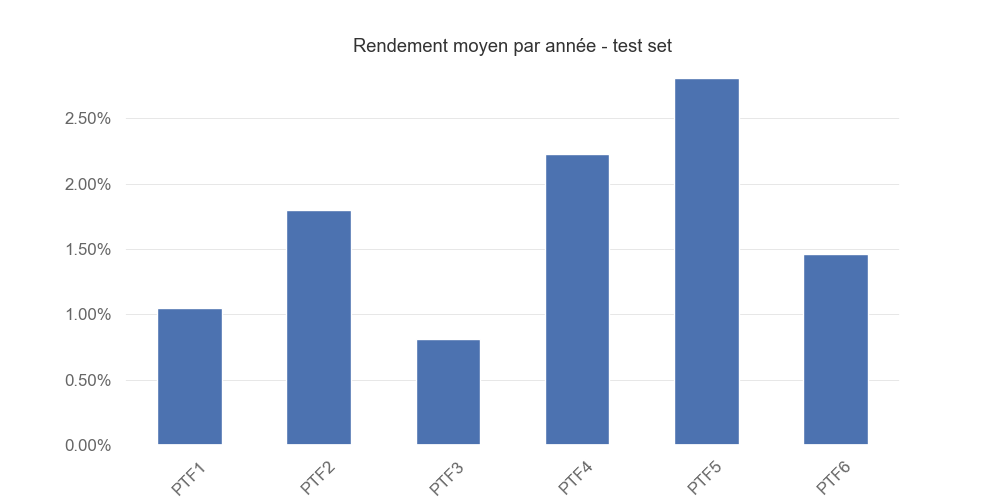 Rendement moyen par année - test set
2.50%
2.00%
1.50%
1.00%
0.50%
0.00%
PTF1
PTF2
PTF3
PTF4
PTF5
PTF6